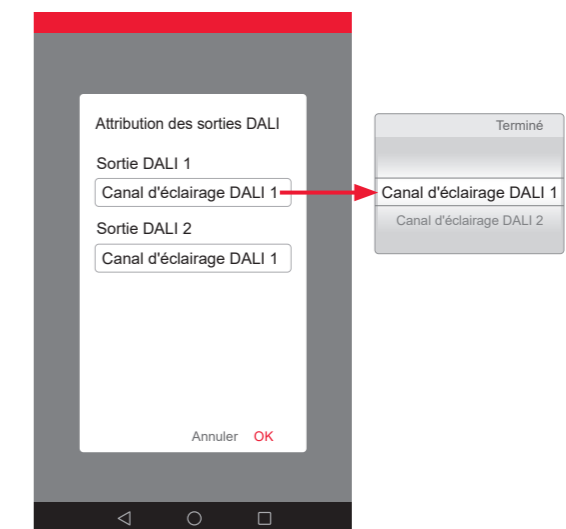 Attribution des sorties DALI
Sortie DALI 1
Canal d'éclairage DALI 1
Sortie DALI 2
Canal d'éclairage DALI 1
Annuler OK
Terminé
Canal d'éclairage DALI 1
Canal d'éclairage DALI 2